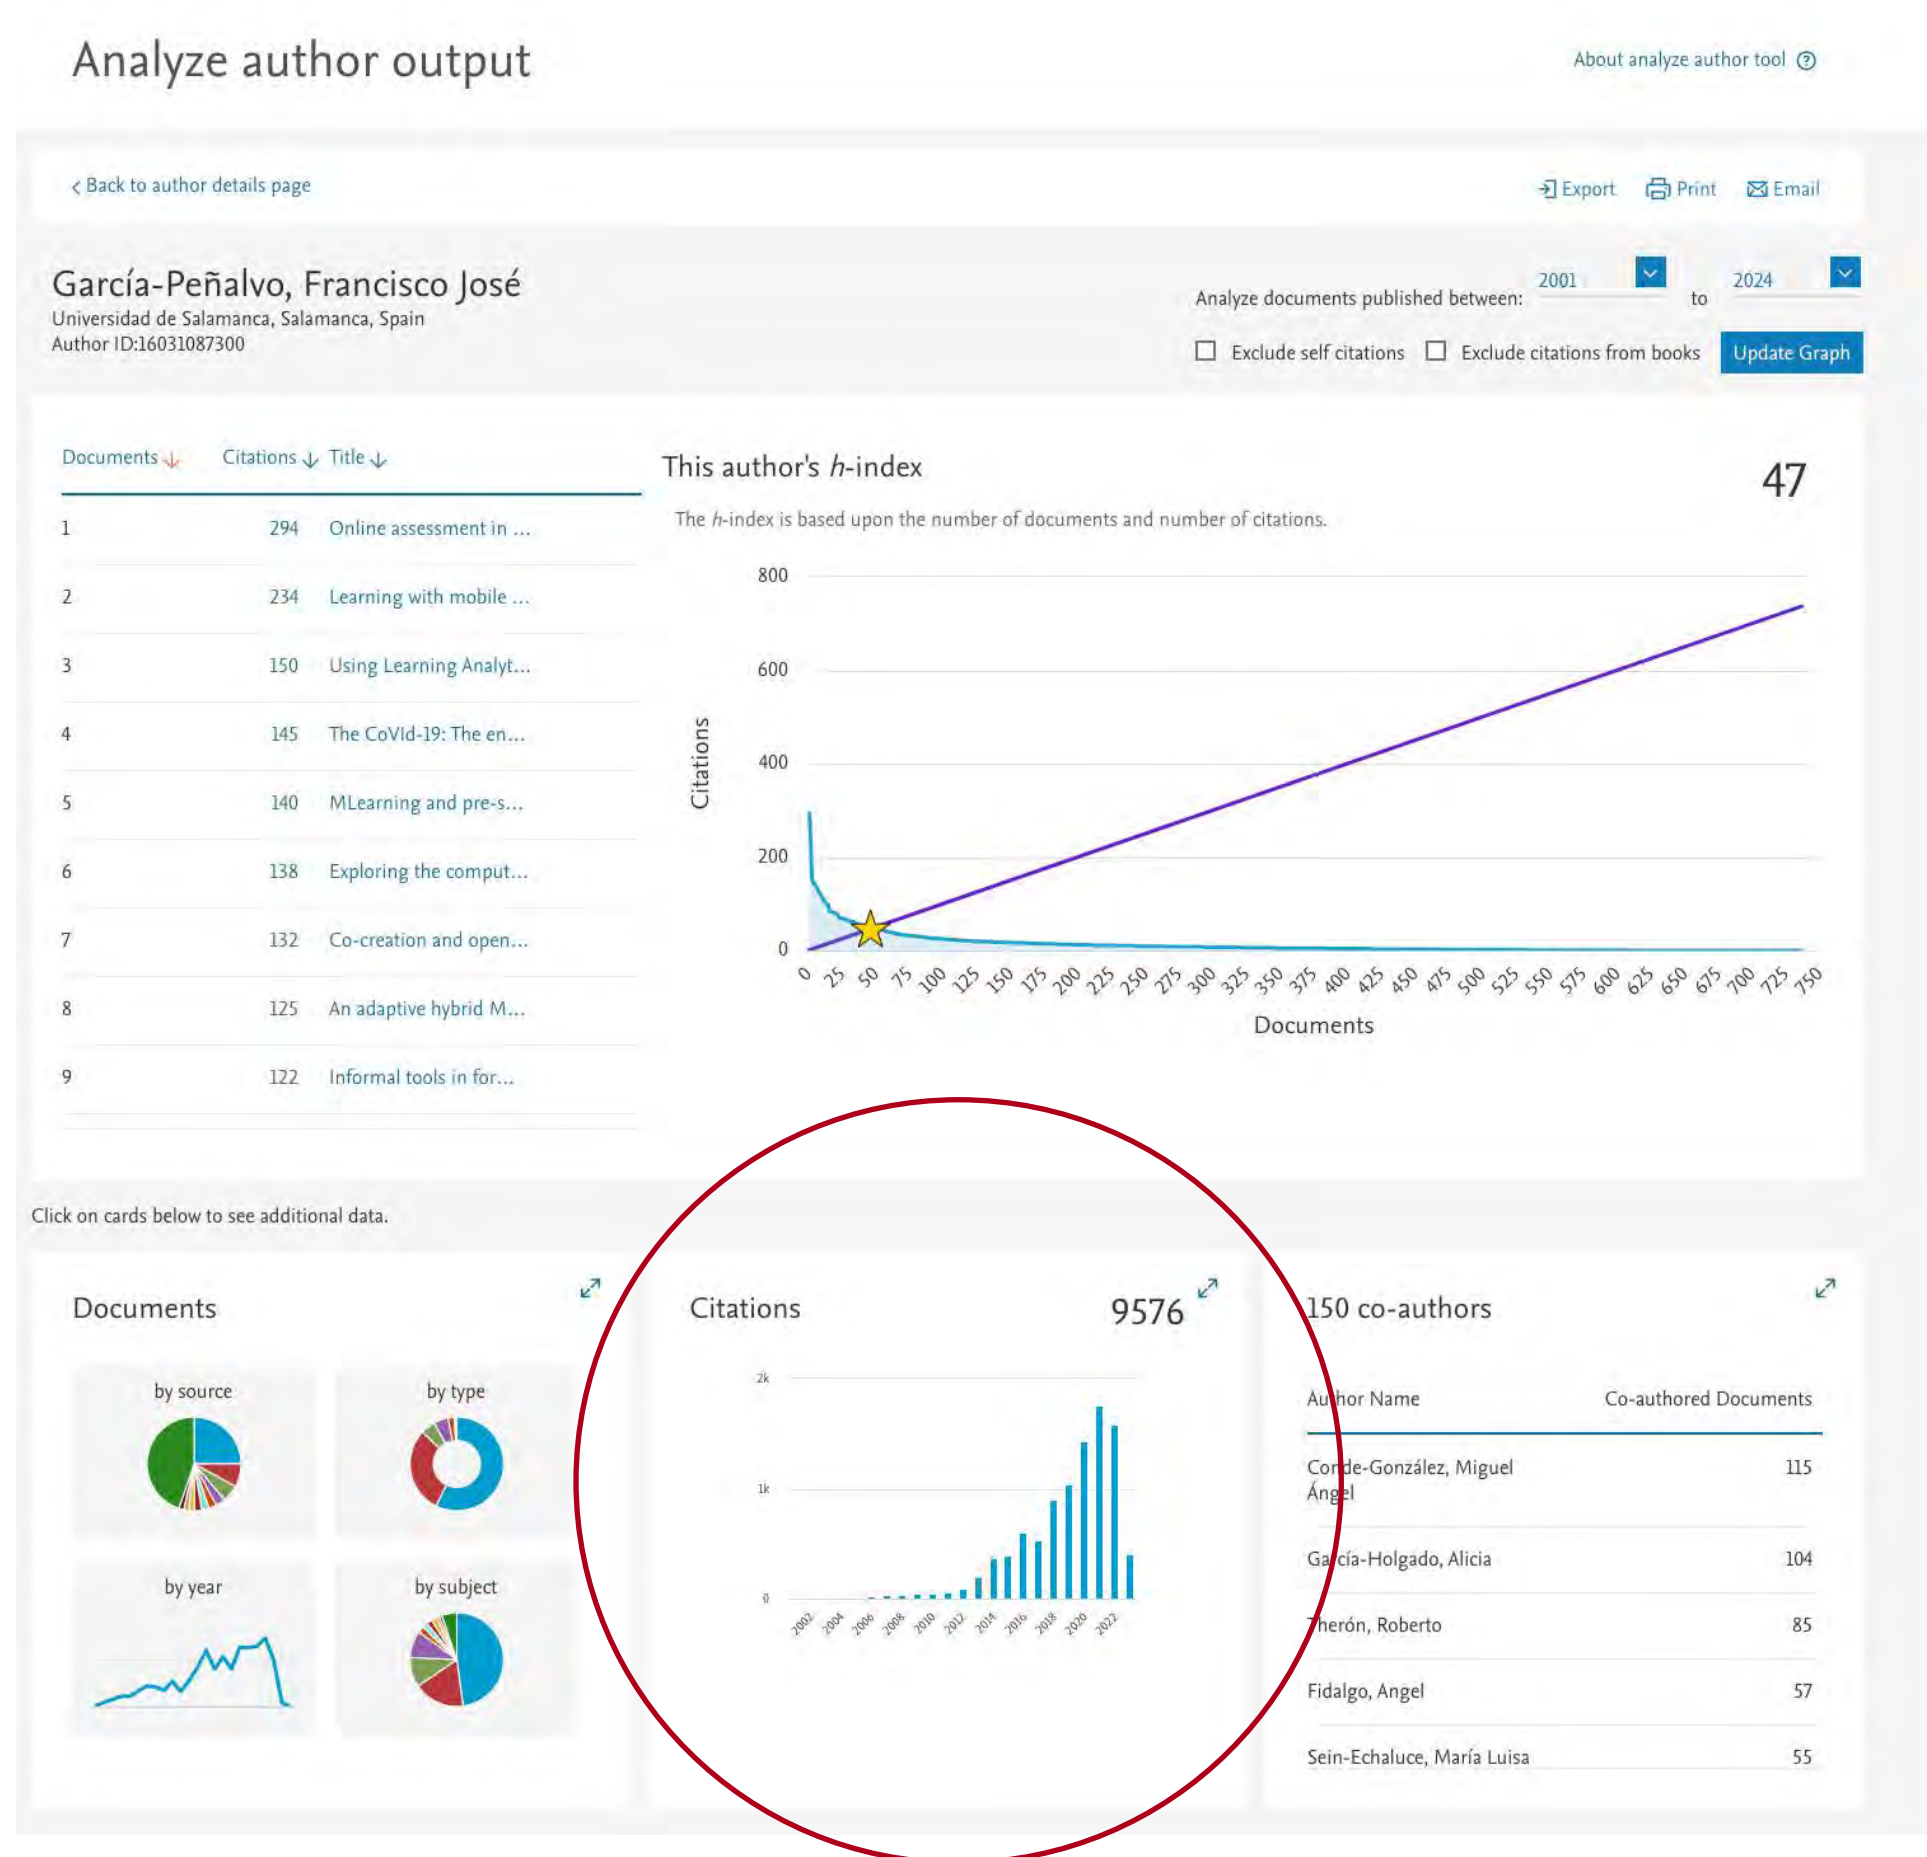 Analyze author output
About analyze author tool
Back to author details page
Export Print Email
García-Peñalvo, Francisco José
Universidad de Salamanca, Salamanca, Spain
Author ID:16031087300
Analyze documents published between: 2001 to 2024
Exclude self citations Exclude citations from books Update Graph
Documents Citations Title
1 294 Online assessment in ...
2 234 Learning with mobile ...
3 150 Using Learning Analyt...
4 145 The CoVId-19: The en...
5 140 MLearning and pre-s...
6 138 Exploring the comput...
7 132 Co-creation and open...
8 125 An adaptive hybrid M...
9 122 Informal tools in for...
This author's h-index 47
The h-index is based upon the number of documents and number of citations.
800
600
400
200
0
Citations
0 25 50 75 100 125 150 175 200 225 250 275 300 325 350 375 400 425 450 475 500 525 550 575 600 625 650 675 700 725 750
Documents
Click on cards below to see additional data.
Documents
by source by type
by year by subject
Citations 9576
2k
1k
0
2002 2004 2006 2008 2010 2012 2014 2016 2018 2020 2022
150 co-authors
Author Name Co-authored Documents
Conde-González, Miguel
Ángel 115
García-Holgado, Alicia 104
Therón, Roberto 85
Fidalgo, Angel 57
Sein-Echaluce, María Luisa 55